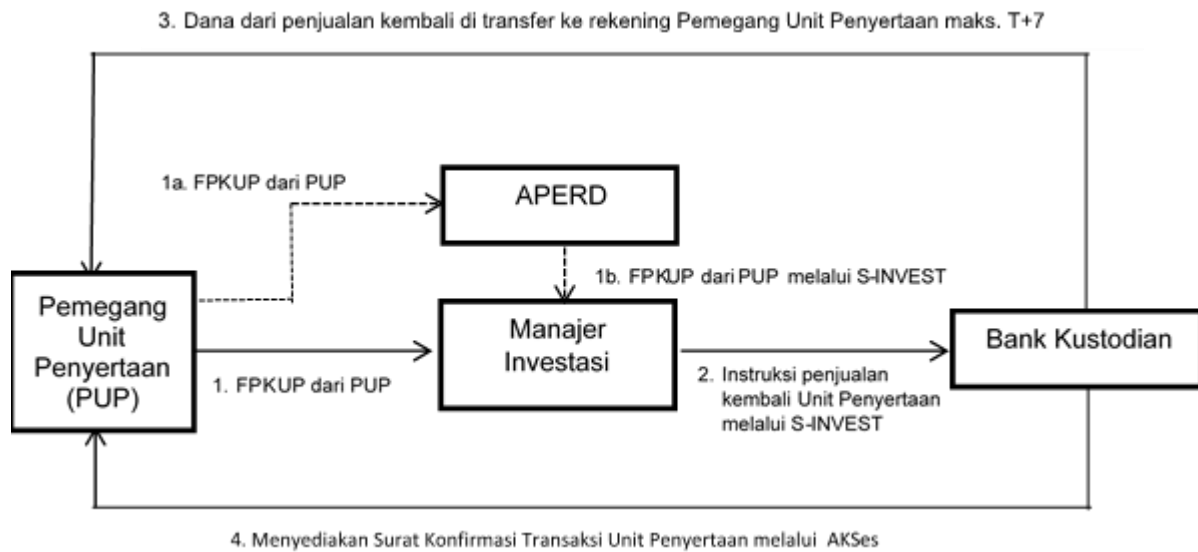 3. Dana dari penjualan kembali di transfer ke rekening Pemegang Unit Penyertaan maks. T+7
1a. FPKUP dari PUP
APERD
1b. FPKUP dari PUP melalui S-INVEST
Pemegang
Unit
Penyertaan
(PUP)
1. FPKUP dari PUP
Manajer
Investasi
2. Instruksi penjualan
kembali Unit Penyertaan
melalui S-INVEST
Bank Kustodian
4. Menyediakan Surat Konfirmasi Transaksi Unit Penyertaan melalui AKSes